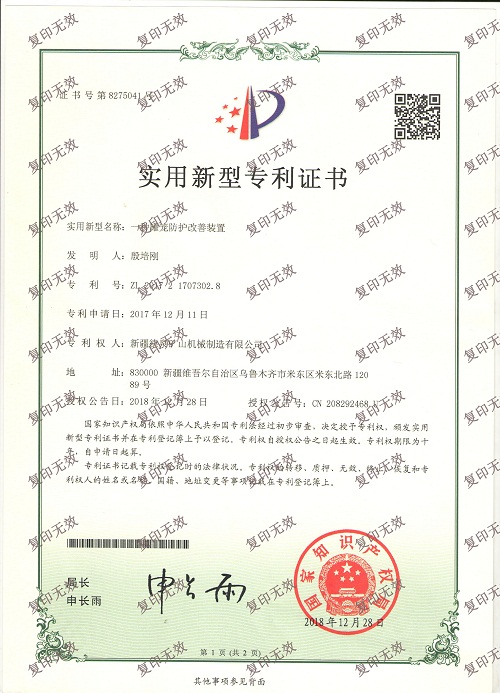 证书号第8275041号
实用新型专利证书
实用新型名称：一种罐笼防护改善装置
发 明 人：殷培刚
专 利 号：ZL 2017 2 1707302.8
专利申请日：2017年12月11日
专 利 权 人：新疆 矿山机械制造有限公司
地 址：830000 新疆维吾尔自治区乌鲁木齐市米东区米东北路120
89号
授权公告日：2018年12月28日 授权公告号：CN 208292468 U
国家知识产权局依照中华人民共和国专利法经过初步审查，决定授予专利权，颁发实用
新型专利证书并在专利登记簿上予以登记。专利权自授权公告之日起生效。专利权期限为十
年，自申请日起算。
专利证书记载专利权登记时的法律状况。专利权的转移、质押、无效、终止、恢复和专
利权人的姓名或名称、国籍、地址变更等事项记载在专利登记簿上。
局长
申长雨
申长雨
国家知识产权局
2018年12月28日
第 1 页 (共 2 页)
其他事项参见背面
复印无效